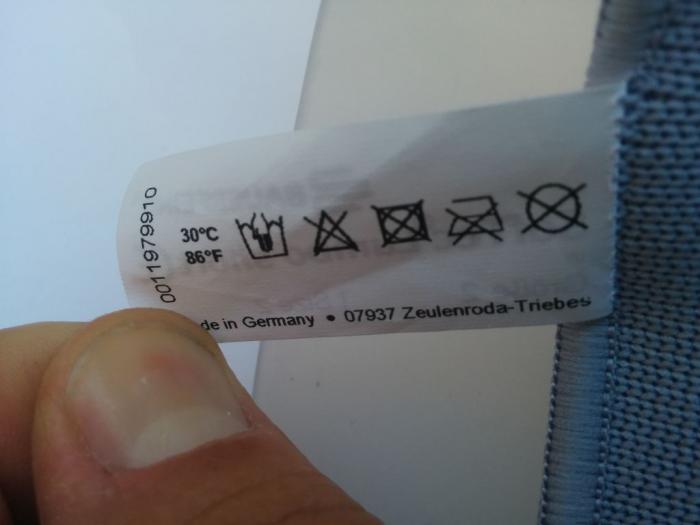 0011979910
30°C
86°F
de in Germany • 07937 Zeulenroda-Triebes